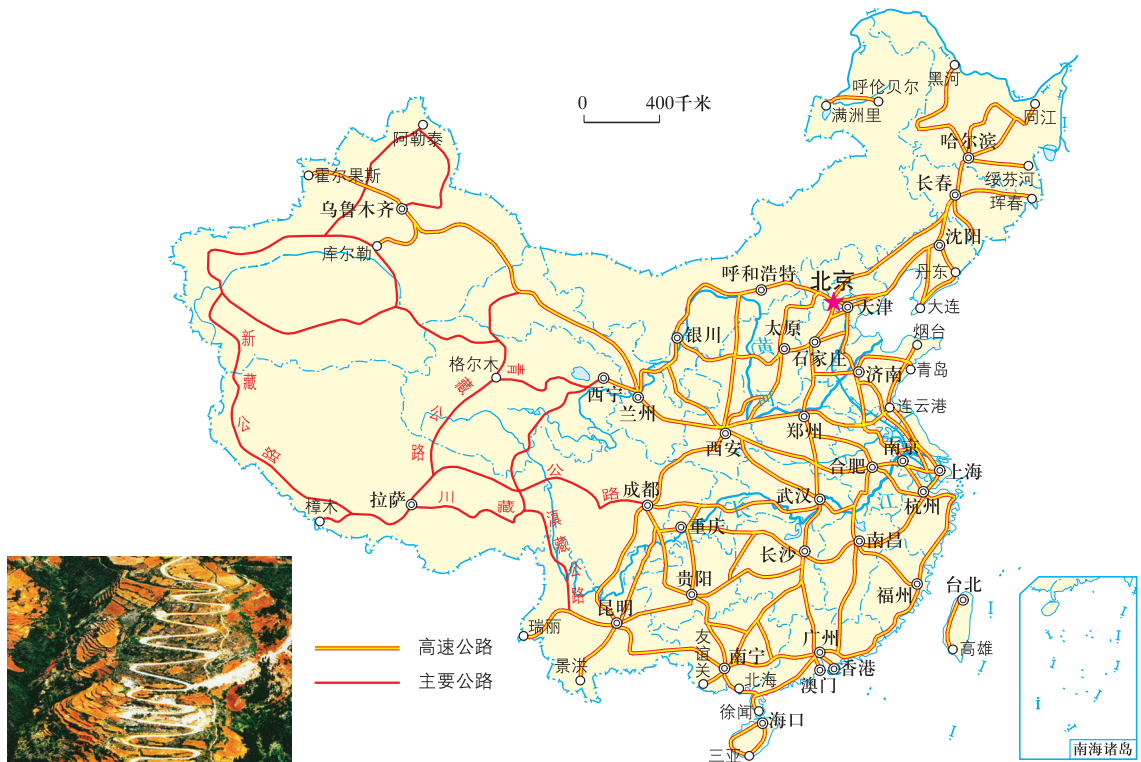 黑河
呼伦贝尔
满洲里
同江
0 400千米
哈尔滨
阿勒泰
绥芬河
霍尔果斯
长春
珲春
乌鲁木齐
沈阳
库尔勒
丹东
呼和浩特
北京
大津
大连
新藏公路
银川
黄河
太原
烟台
石家庄
格尔木
青藏公路
西宁
济南
青岛
兰州
连云港
郑州
西安
南京
合肥
上海
川藏公路
成都
武汉
长江
杭州
拉萨
樟木
滇藏公路
重庆
长沙
南昌
贵阳
福州
台北
昆明
瑞丽
友谊关
广州
高雄
景洪
南宁
香港
北海
澳门
徐闻
海口
三亚
高速公路
主要公路
南海诸岛